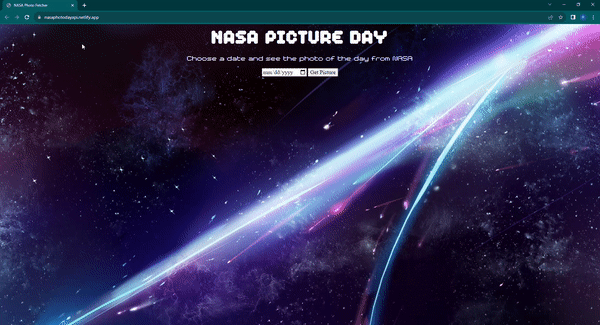 NASA Photo Fetcher
nasaphotodayapi.netlify.app
NASA PICTURE DAY
Choose a date and see the photo of the day from NASA
mm/dd/yyyy Get Picture